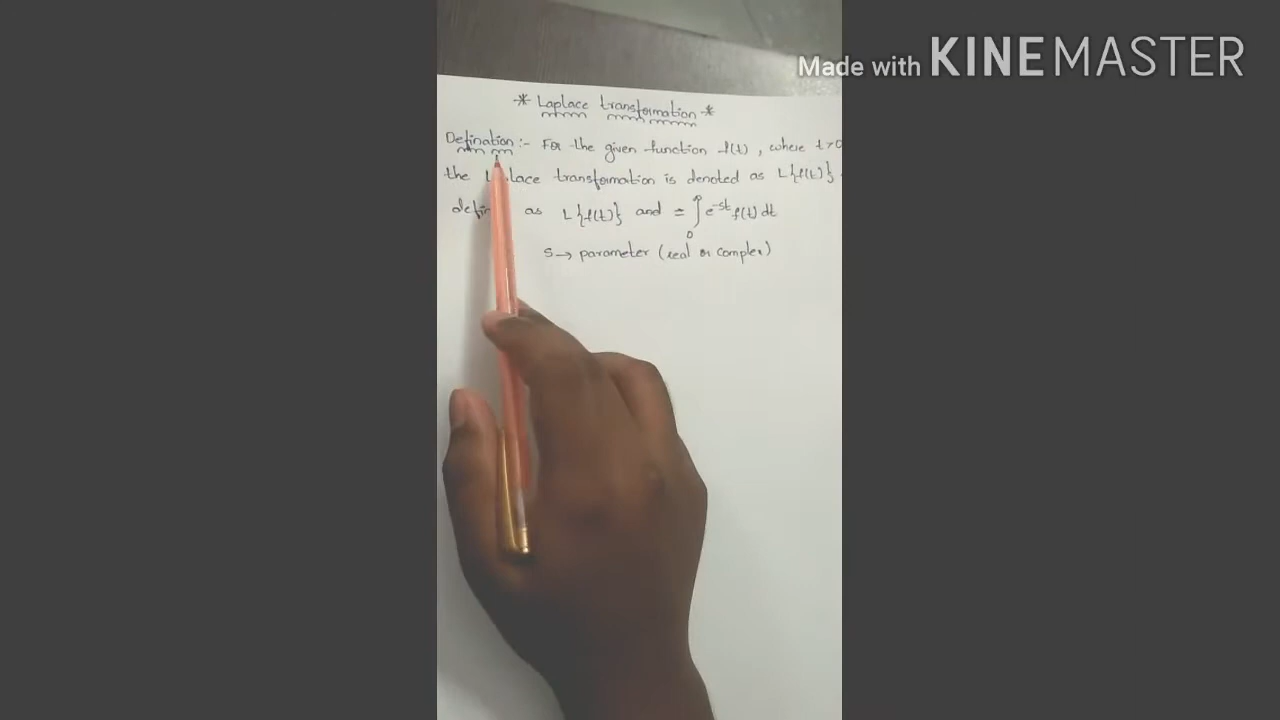 Made with KINEMASTER
* Laplace transformation *
Defination :- For the given function f(t), where t>0
the Laplace transformation is denoted as L{f(t)}
as L{f(t)} and = ∫₀^∞ e^-st f(t) dt
s → parameter (real or complex)